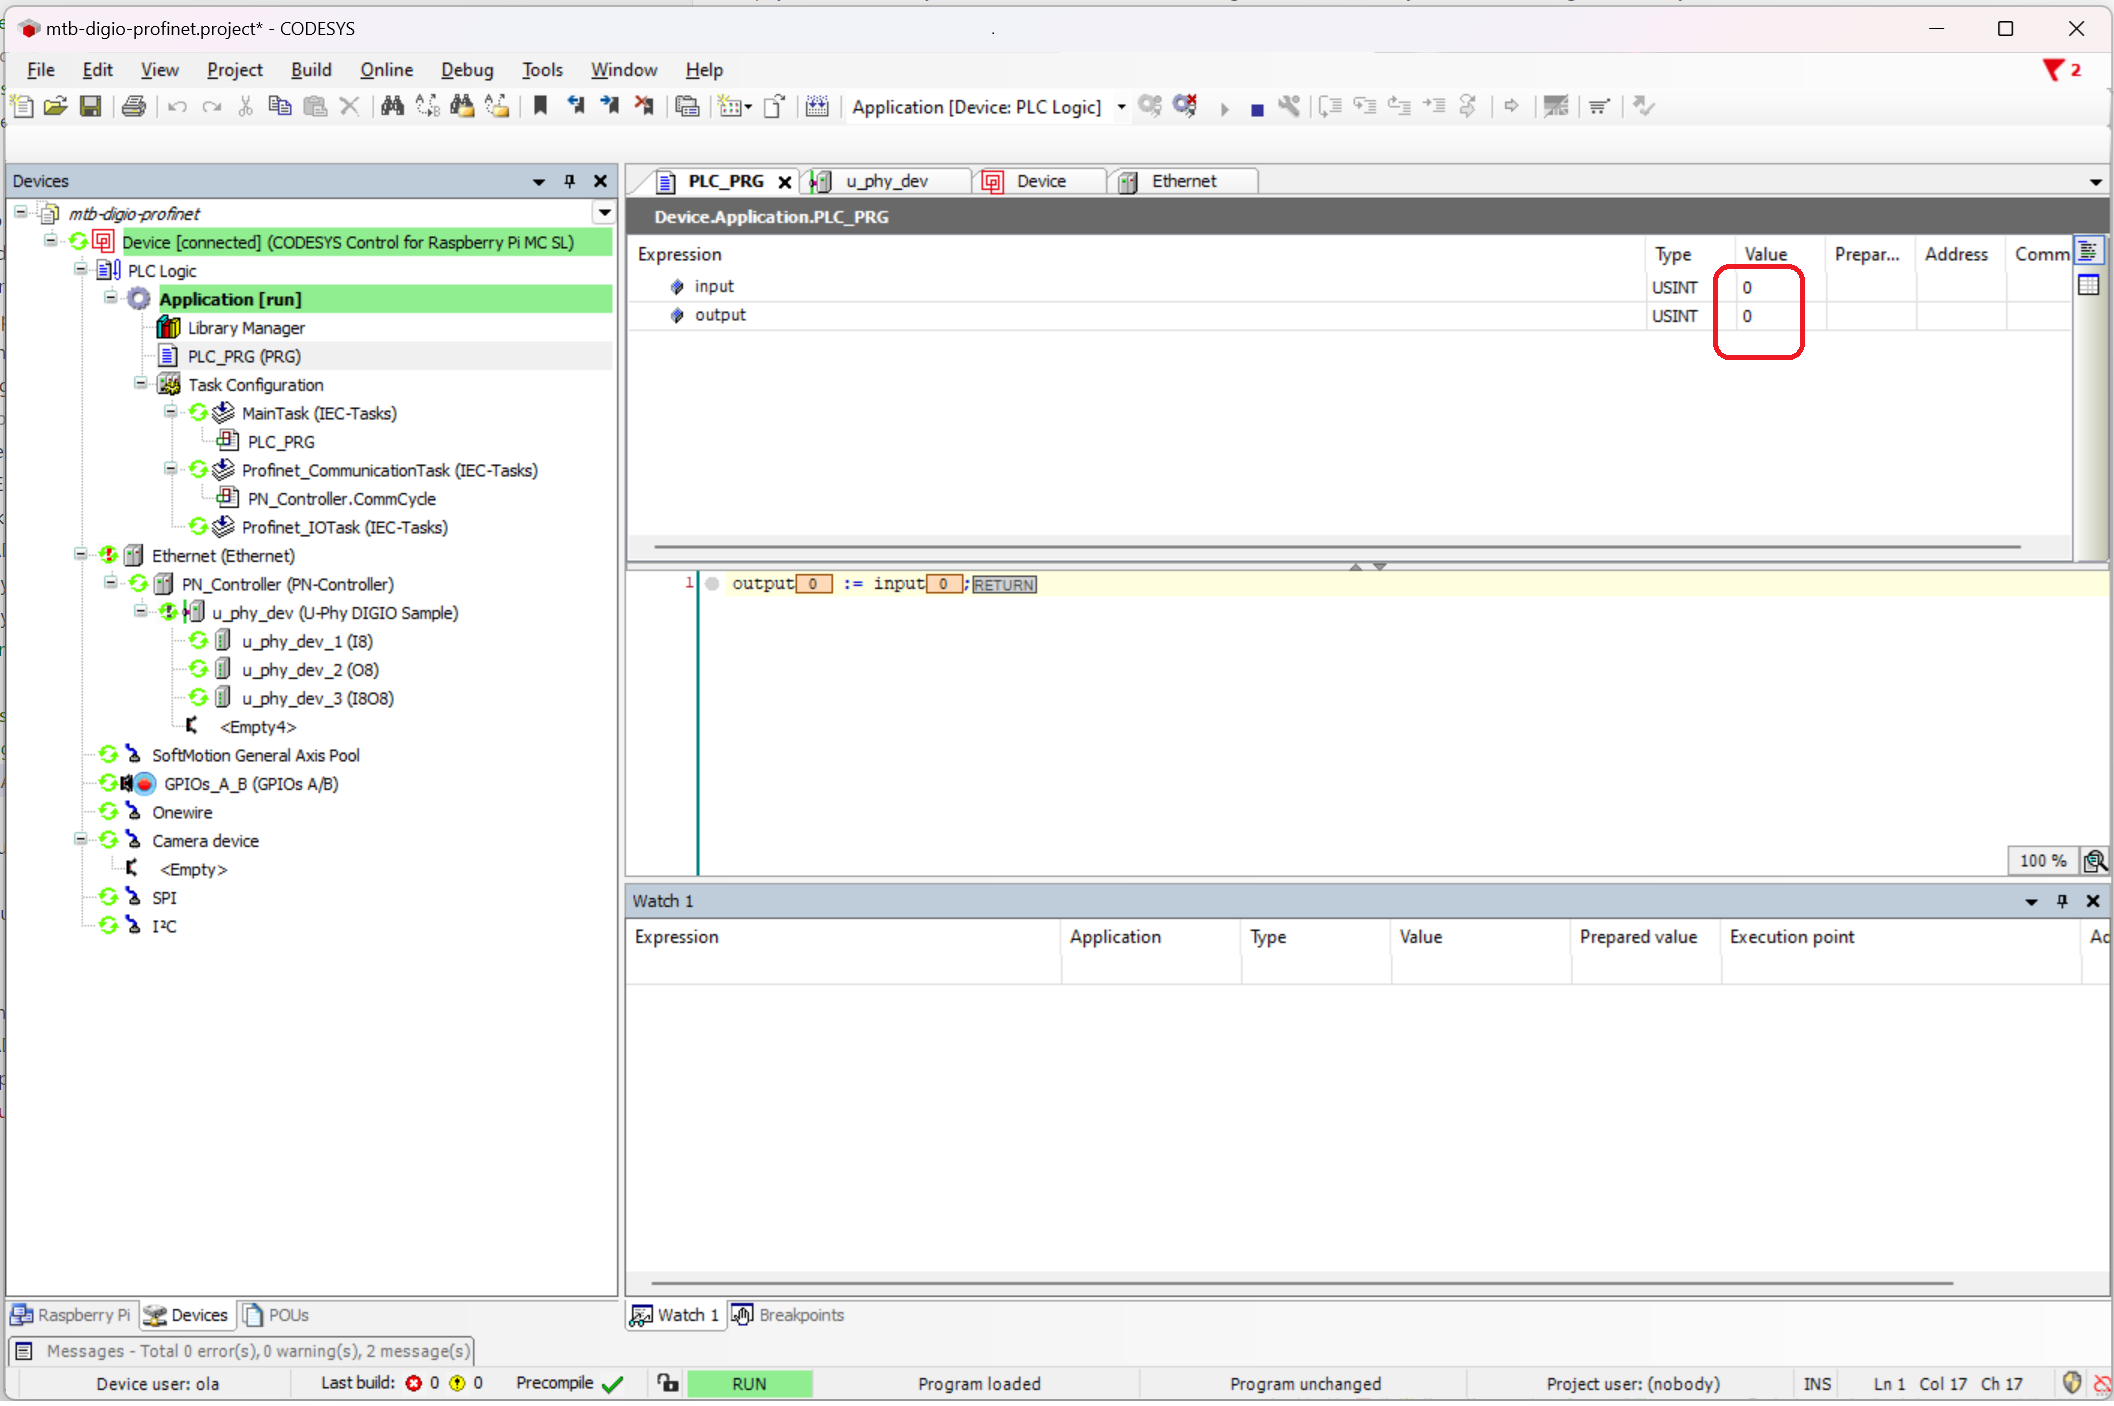 mtb-digio-profinet.project* - CODESYS
File Edit View Project Build Online Debug Tools Window Help
2
Application [Device: PLC Logic]
Devices
mtb-digio-profinet
Device [connected] (CODESYS Control for Raspberry Pi MC SL)
PLC Logic
Application [run]
Library Manager
PLC_PRG (PRG)
Task Configuration
MainTask (IEC-Tasks)
PLC_PRG
Profinet_CommunicationTask (IEC-Tasks)
PN_Controller.CommCycle
Profinet_IOTask (IEC-Tasks)
Ethernet (Ethernet)
PN_Controller (PN-Controller)
u_phy_dev (U-Phy DIGIO Sample)
u_phy_dev_1 (I8)
u_phy_dev_2 (O8)
u_phy_dev_3 (I8O8)
<Empty4>
SoftMotion General Axis Pool
GPIOs_A_B (GPIOs A/B)
Onewire
Camera device
<Empty>
SPI
I²C
Raspberry Pi Devices POUs
PLC_PRG u_phy_dev Device Ethernet
Device.Application.PLC_PRG
Expression Type Value Prepar... Address Comm
input USINT 0
output USINT 0
1 output 0 := input 0 ;RETURN
100 %
Watch 1
Expression Application Type Value Prepared value Execution point Ad
Watch 1 Breakpoints
Messages - Total 0 error(s), 0 warning(s), 2 message(s)
Device user: ola Last build: 0 0 Precompile RUN Program loaded Program unchanged Project user: (nobody) INS Ln 1 Col 17 Ch 17